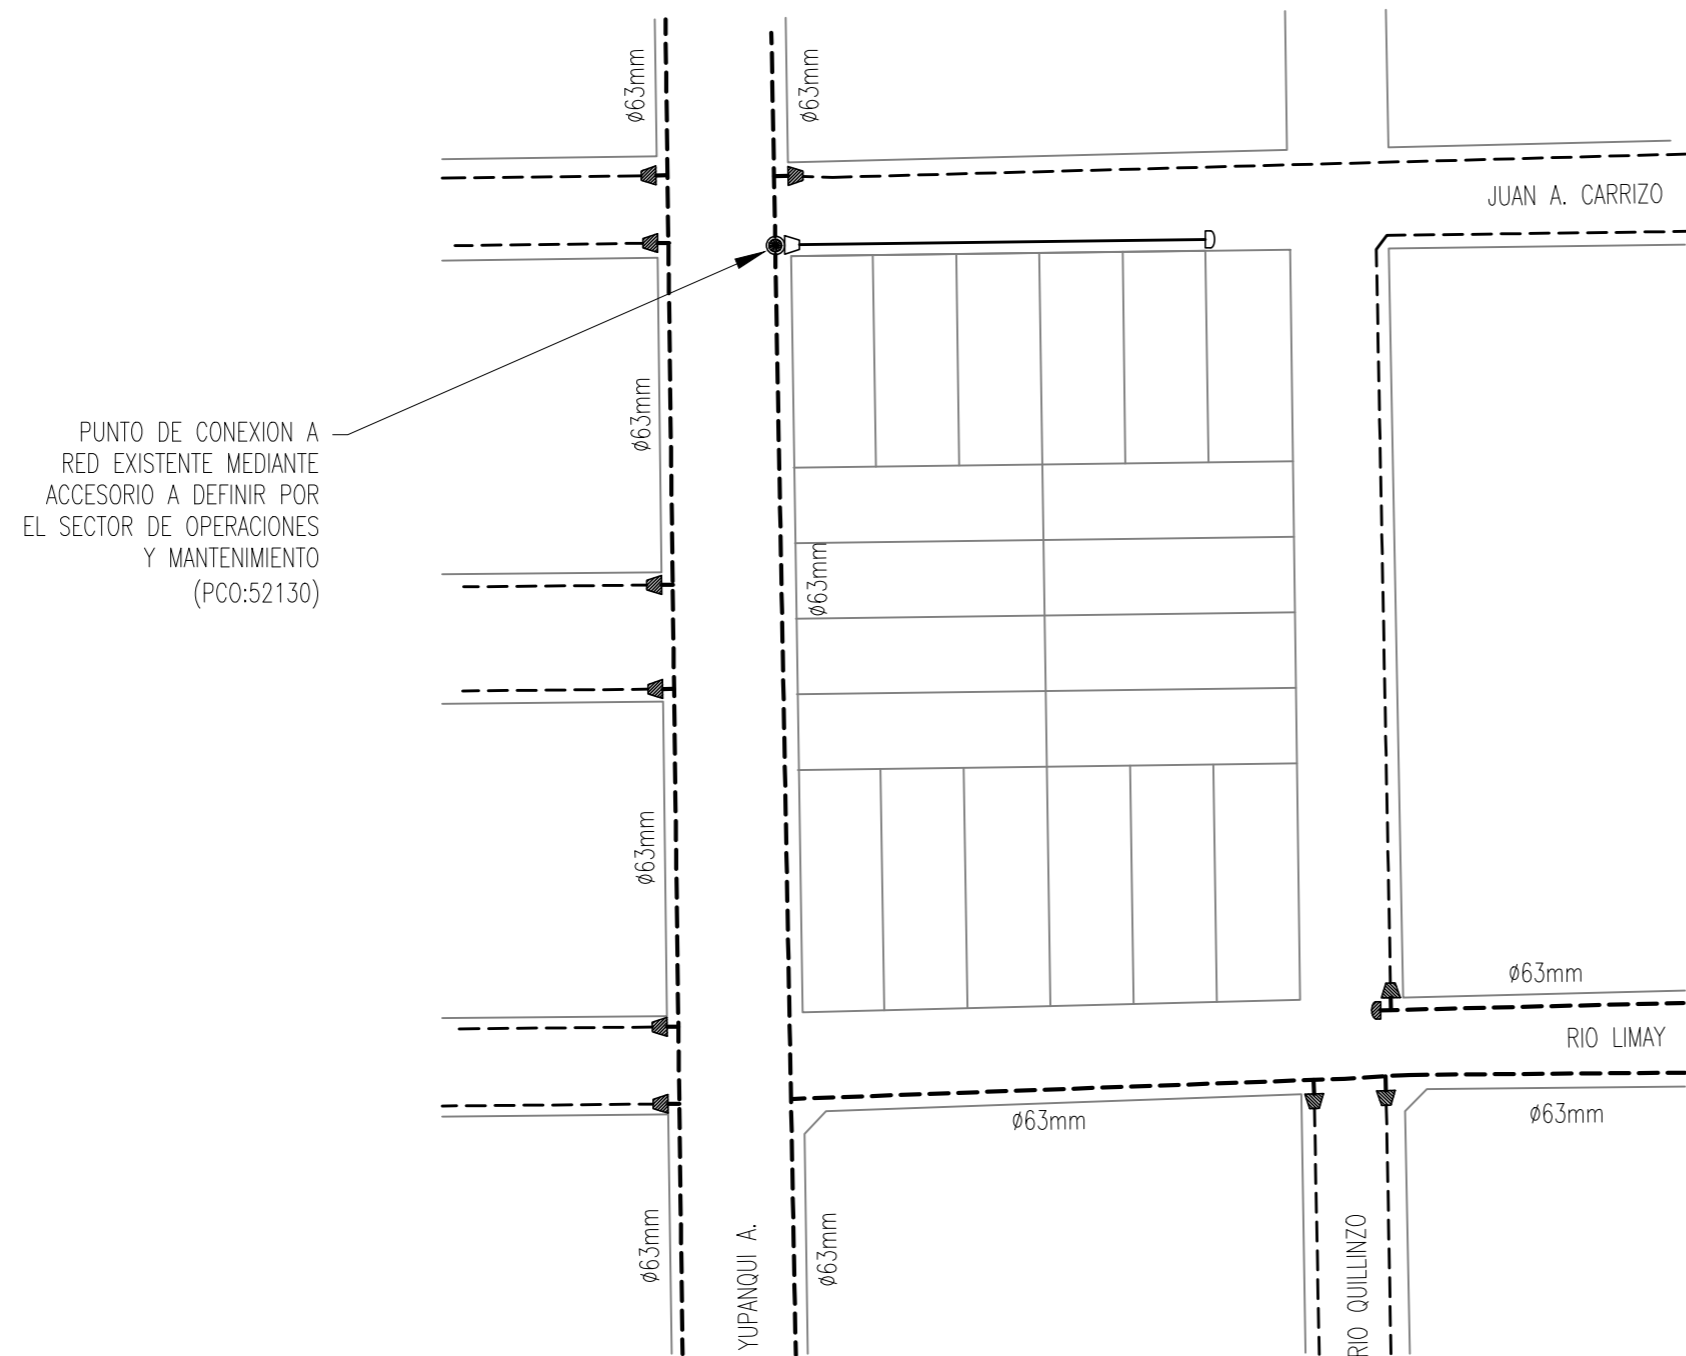 ø63mm
ø63mm
JUAN A. CARRIZO
ø63mm
PUNTO DE CONEXION A
RED EXISTENTE MEDIANTE
ACCESORIO A DEFINIR POR
EL SECTOR DE OPERACIONES
Y MANTENIMIENTO
(PCO:52130)
ø63mm
ø63mm
ø63mm
RIO LIMAY
ø63mm
ø63mm
ø63mm
YUPANQUI A.
ø63mm
RIO QUILLINZO